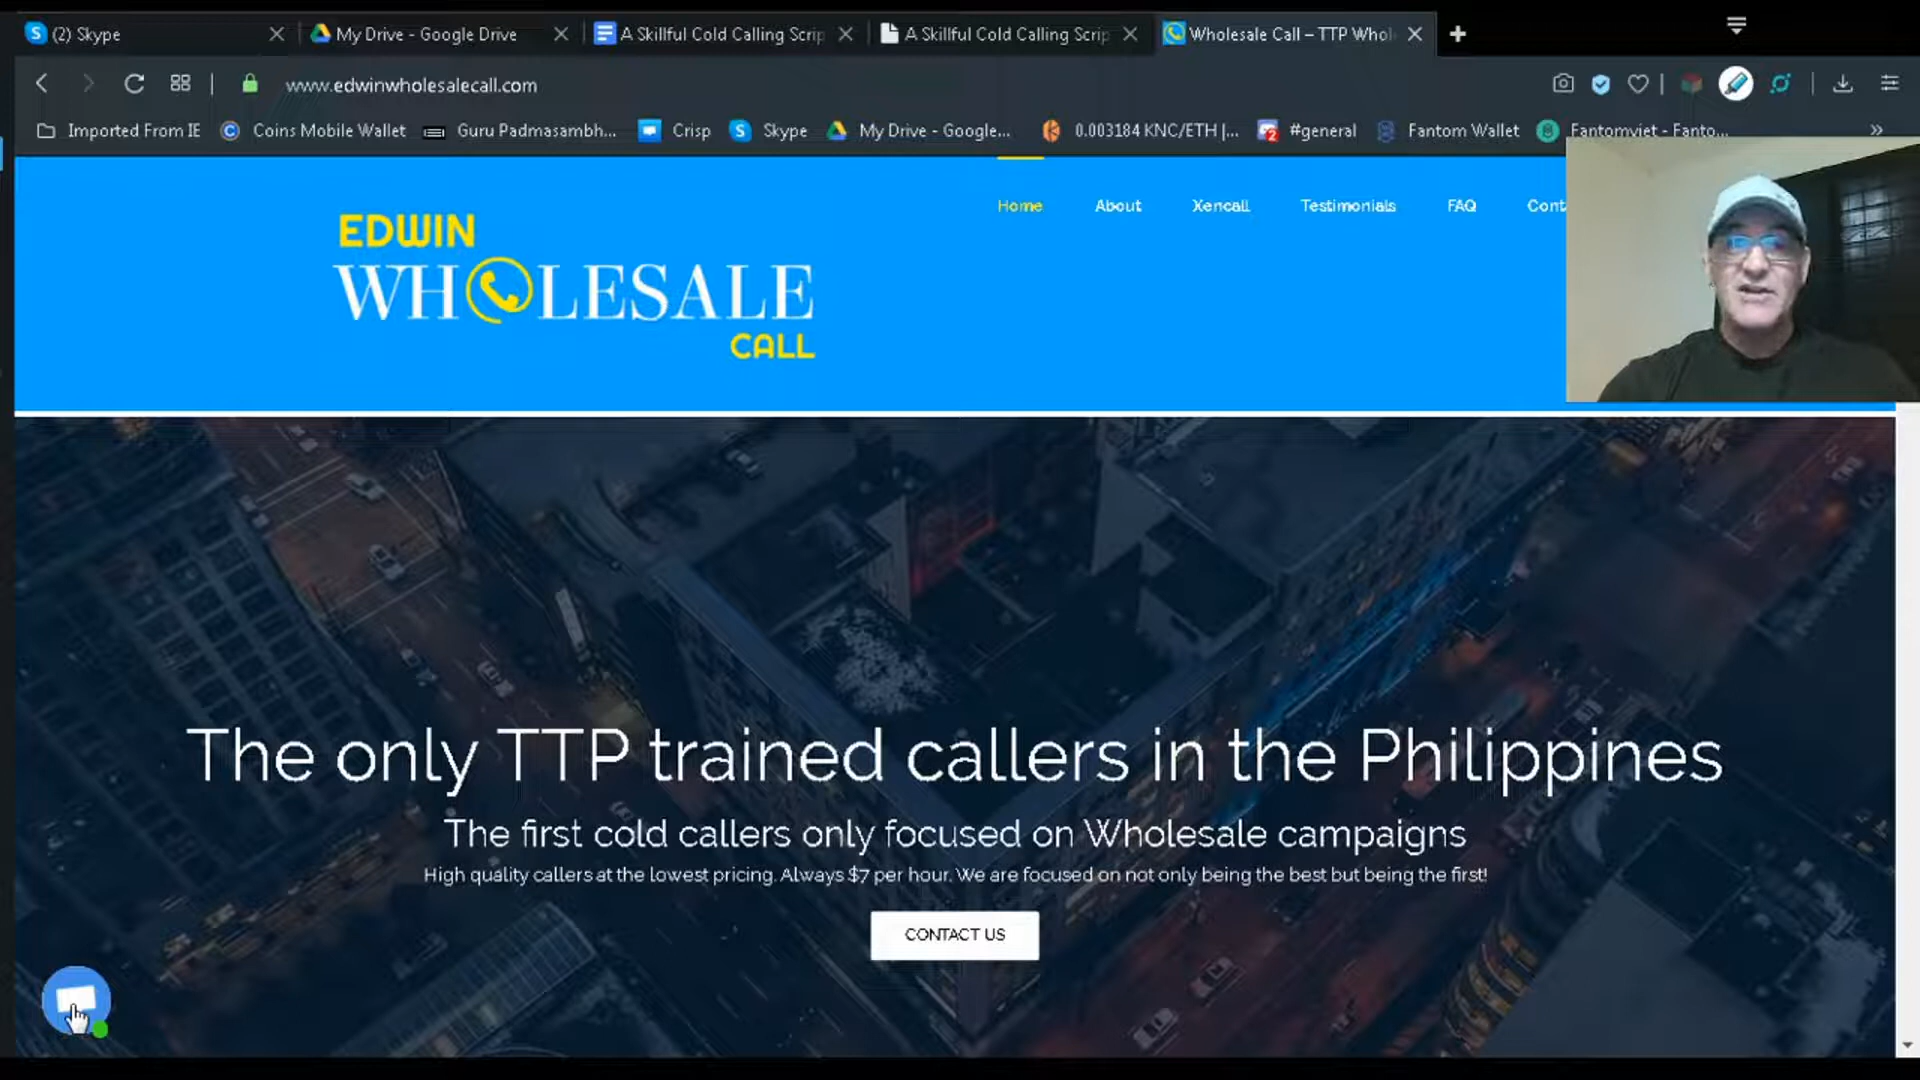 (2) Skype
My Drive - Google Drive
A Skillful Cold Calling Scrip
A Skillful Cold Calling Scrip
Wholesale Call – TTP Whol
www.edwinwholesalecall.com
Imported From IE
Coins Mobile Wallet
Guru Padmasambh...
Crisp
Skype
My Drive - Google...
0.003184 KNC/ETH |...
#general
Fantom Wallet
Fantomviet - Fanto...
Home
About
Xencall
Testimonials
FAQ
Cont
EDWIN
WHOLESALE
CALL
The only TTP trained callers in the Philippines
The first cold callers only focused on Wholesale campaigns
High quality callers at the lowest pricing. Always $7 per hour. We are focused on not only being the best but being the first!
CONTACT US